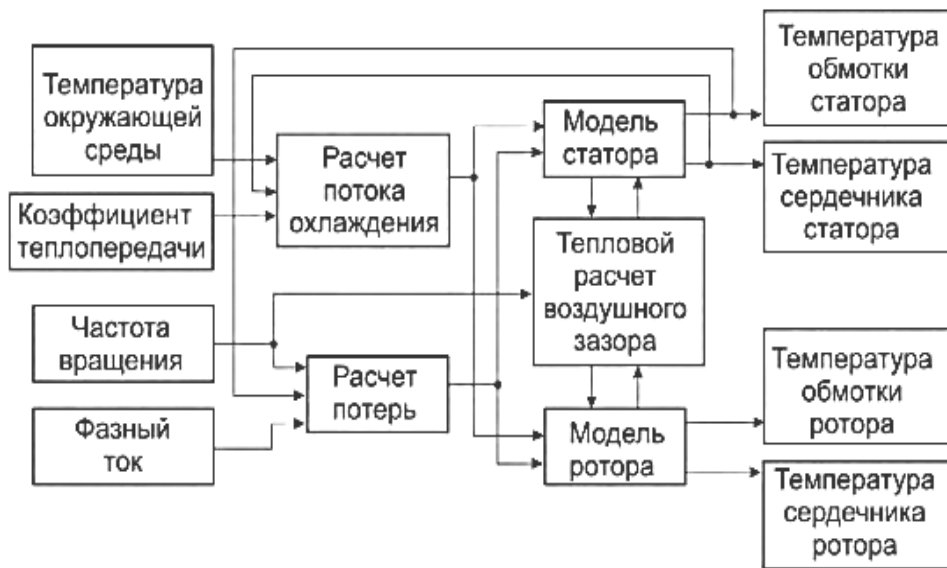 Температура
окружающей
среды
Коэффициент
теплопередачи
Частота
вращения
Фазный
ток
Расчет
потока
охлаждения
Расчет
потерь
Модель
статора
Тепловой
расчет
воздушного
зазора
Модель
ротора
Температура
обмотки
статора
Температура
сердечника
статора
Температура
обмотки
ротора
Температура
сердечника
ротора